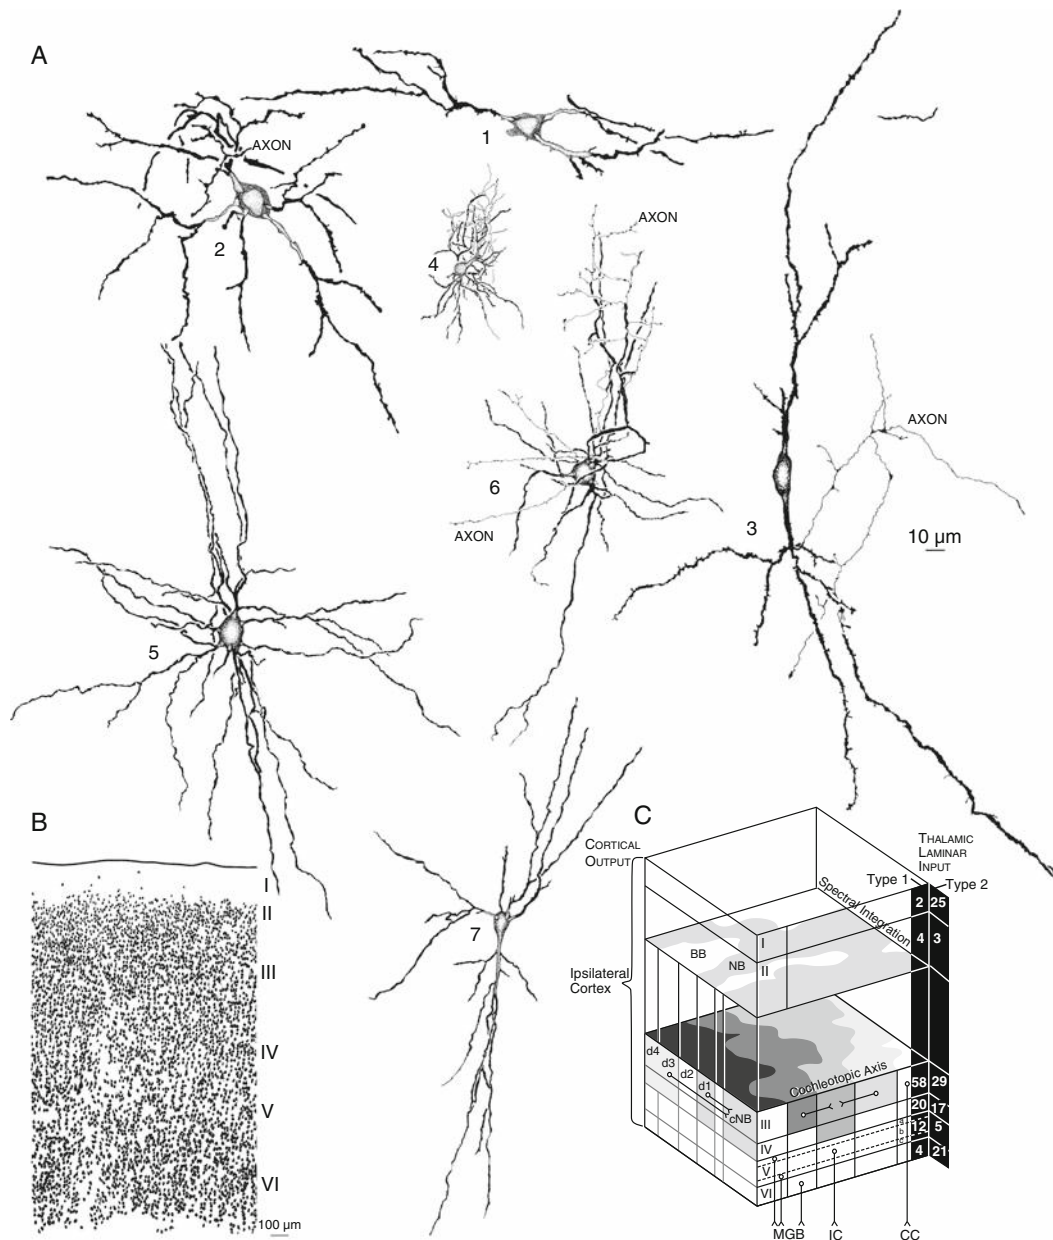 A
1
AXON
2
AXON
4
AXON
6
3
10 µm
AXON
5
B
C
CORTICAL
OUTPUT
THALAMIC
LAMINAR
INPUT
Type 1
Type 2
I
II
III
IV
V
VI
100 µm
7
Spectral Integration
2 25
4 3
I
II
BB
NB
Ipsilateral
Cortex
d4
d3
d2
d1
cNB
Cochleotopic Axis
58 29
20 17
12 5
4 21
III
IV
V
VI
a
b
c
MGB
IC
CC